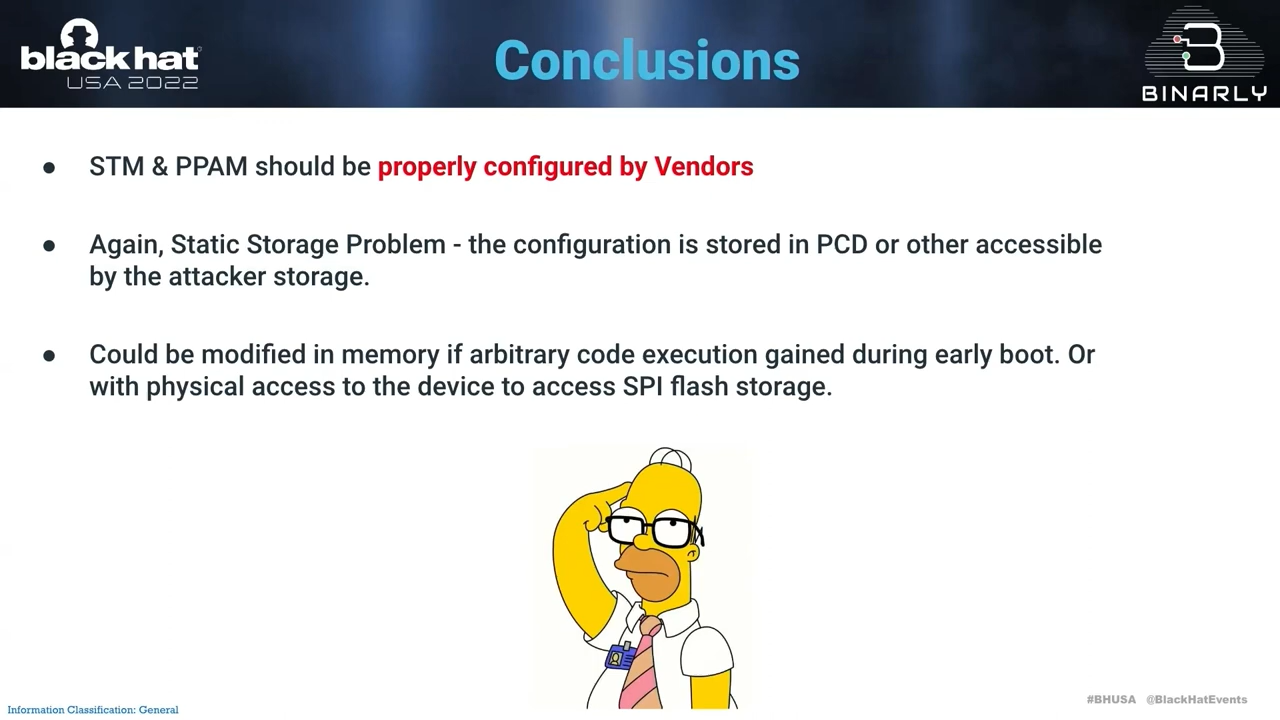 black hat
USA 2022
Conclusions
BINARLY
● STM & PPAM should be properly configured by Vendors
● Again, Static Storage Problem - the configuration is stored in PCD or other accessible
by the attacker storage.
● Could be modified in memory if arbitrary code execution gained during early boot. Or
with physical access to the device to access SPI flash storage.
Information Classification: General
#BHUSA @BlackHatEvents